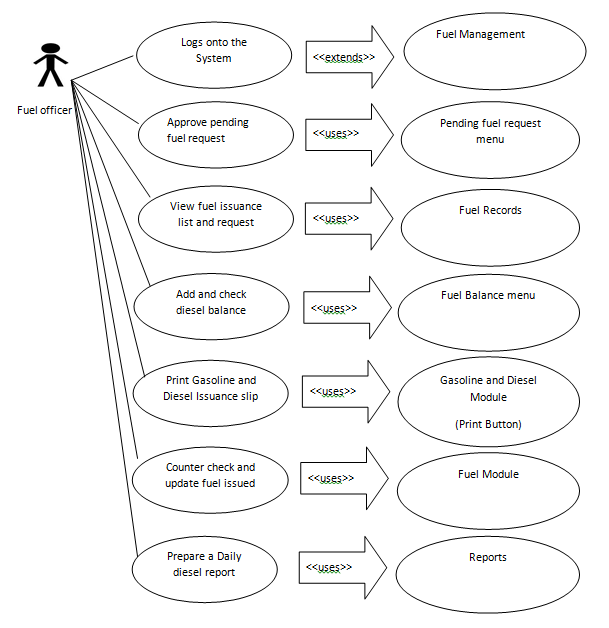 Logs onto the
System
<<extends>>
Fuel Management
Fuel officer
Approve pending
fuel request
<<uses>>
Pending fuel request
menu
View fuel issuance
list and request
<<uses>>
Fuel Records
Add and check
diesel balance
<<uses>>
Fuel Balance menu
Print Gasoline and
Diesel Issuance slip
<<uses>>
Gasoline and Diesel
Module
(Print Button)
Counter check and
update fuel issued
<<uses>>
Fuel Module
Prepare a Daily
diesel report
<<uses>>
Reports